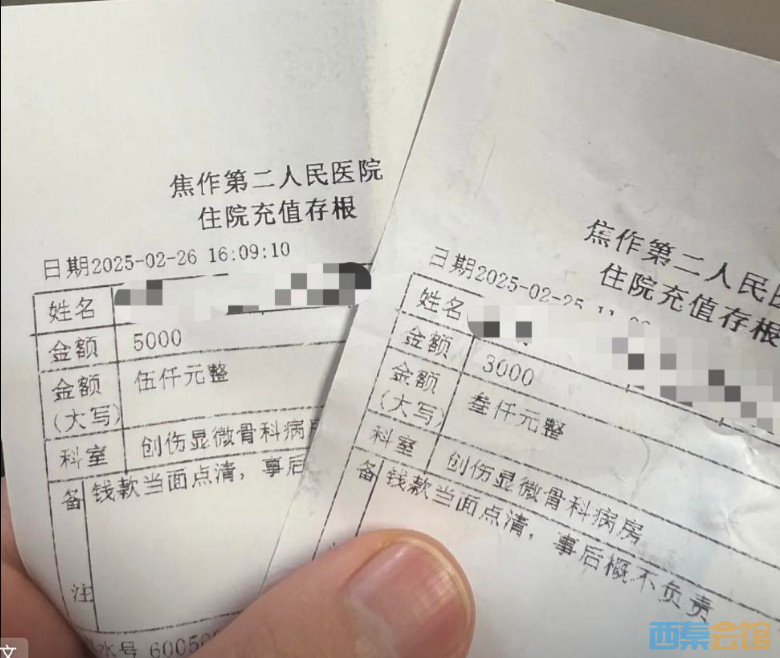 焦作第二人民医院
住院充值存根
日期2025-02-26 16:09:10
姓名
金额 5000
金额(大写) 伍仟元整
科室 创伤显微骨科病房
备注 钱款当面点清，事后
水号 60050
焦作第二人民医
住院充值存根
日期2025-02-25
姓名
金额 3000
金额(大写) 叁仟元整
科室 创伤显微骨科病房
备 钱款当面点清，事后概不负责
西秦会馆
文